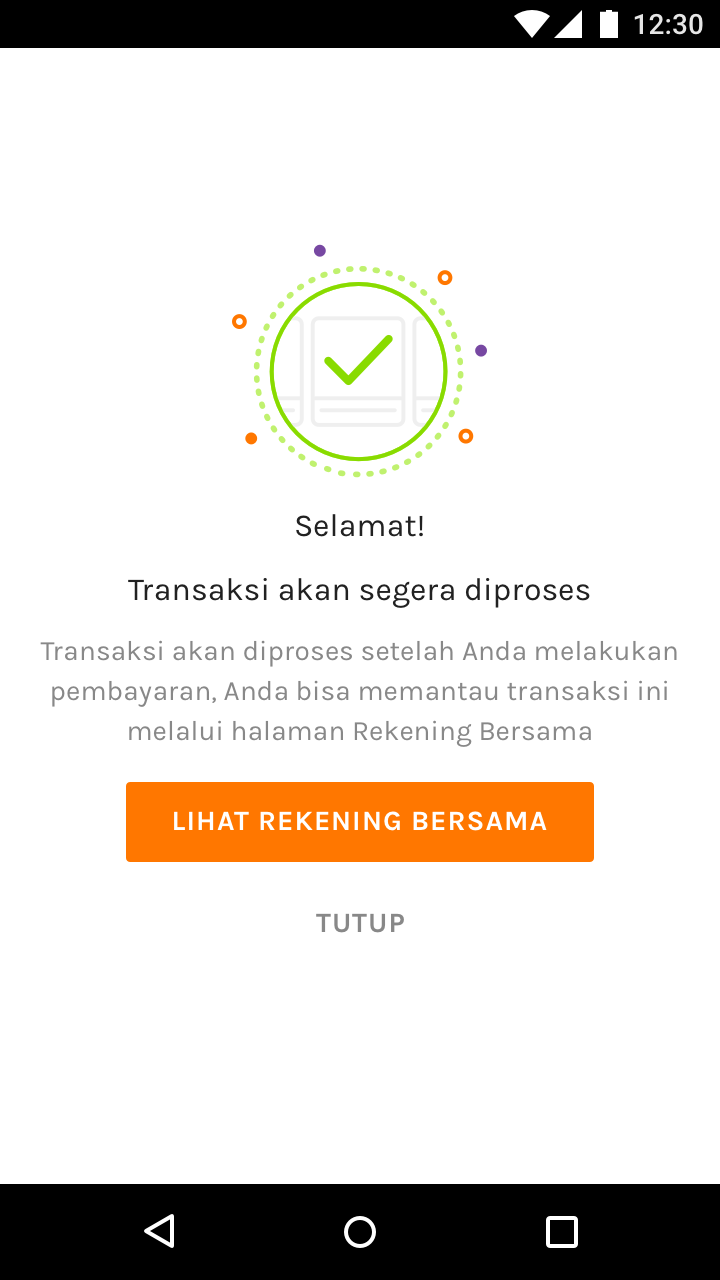 12:30
Selamat!
Transaksi akan segera diproses
Transaksi akan diproses setelah Anda melakukan
pembayaran, Anda bisa memantau transaksi ini
melalui halaman Rekening Bersama
LIHAT REKENING BERSAMA
TUTUP